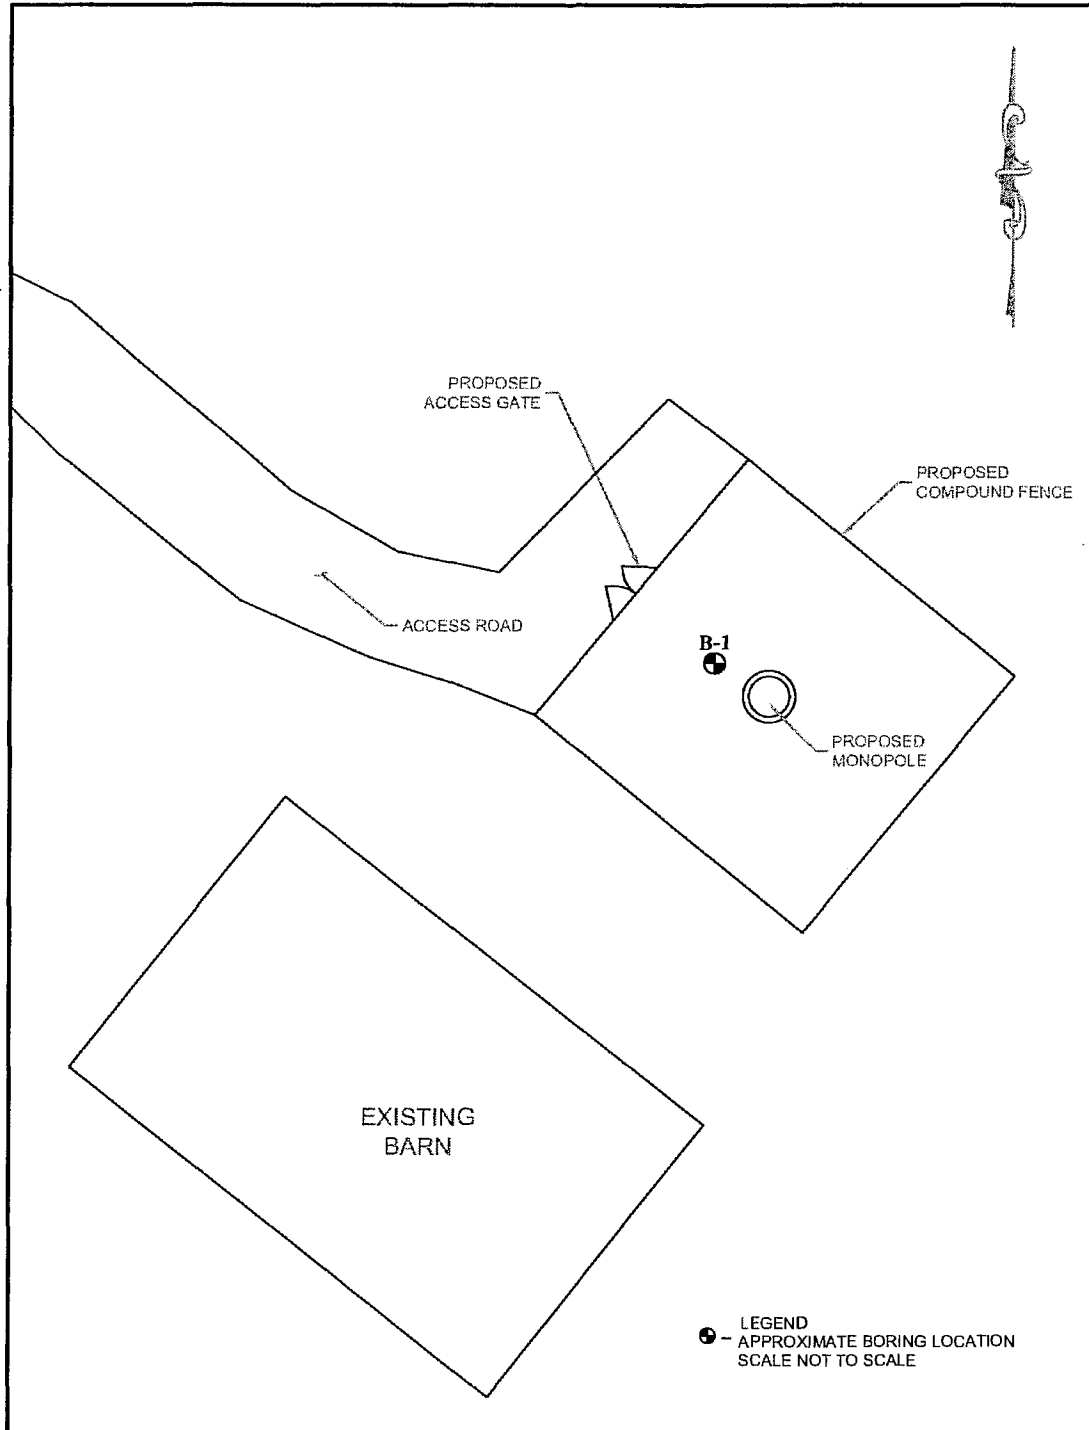 PROPOSED
ACCESS GATE
PROPOSED
COMPOUND FENCE
ACCESS ROAD
B-1
PROPOSED
MONOPOLE
EXISTING
BARN
LEGEND
- APPROXIMATE BORING LOCATION
SCALE NOT TO SCALE